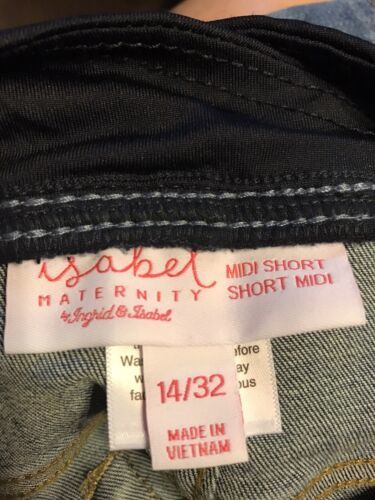 isabel
MATERNITY
by Ingrid & Isabel
MIDI SHORT
SHORT MIDI
14/32
MADE IN
VIETNAM